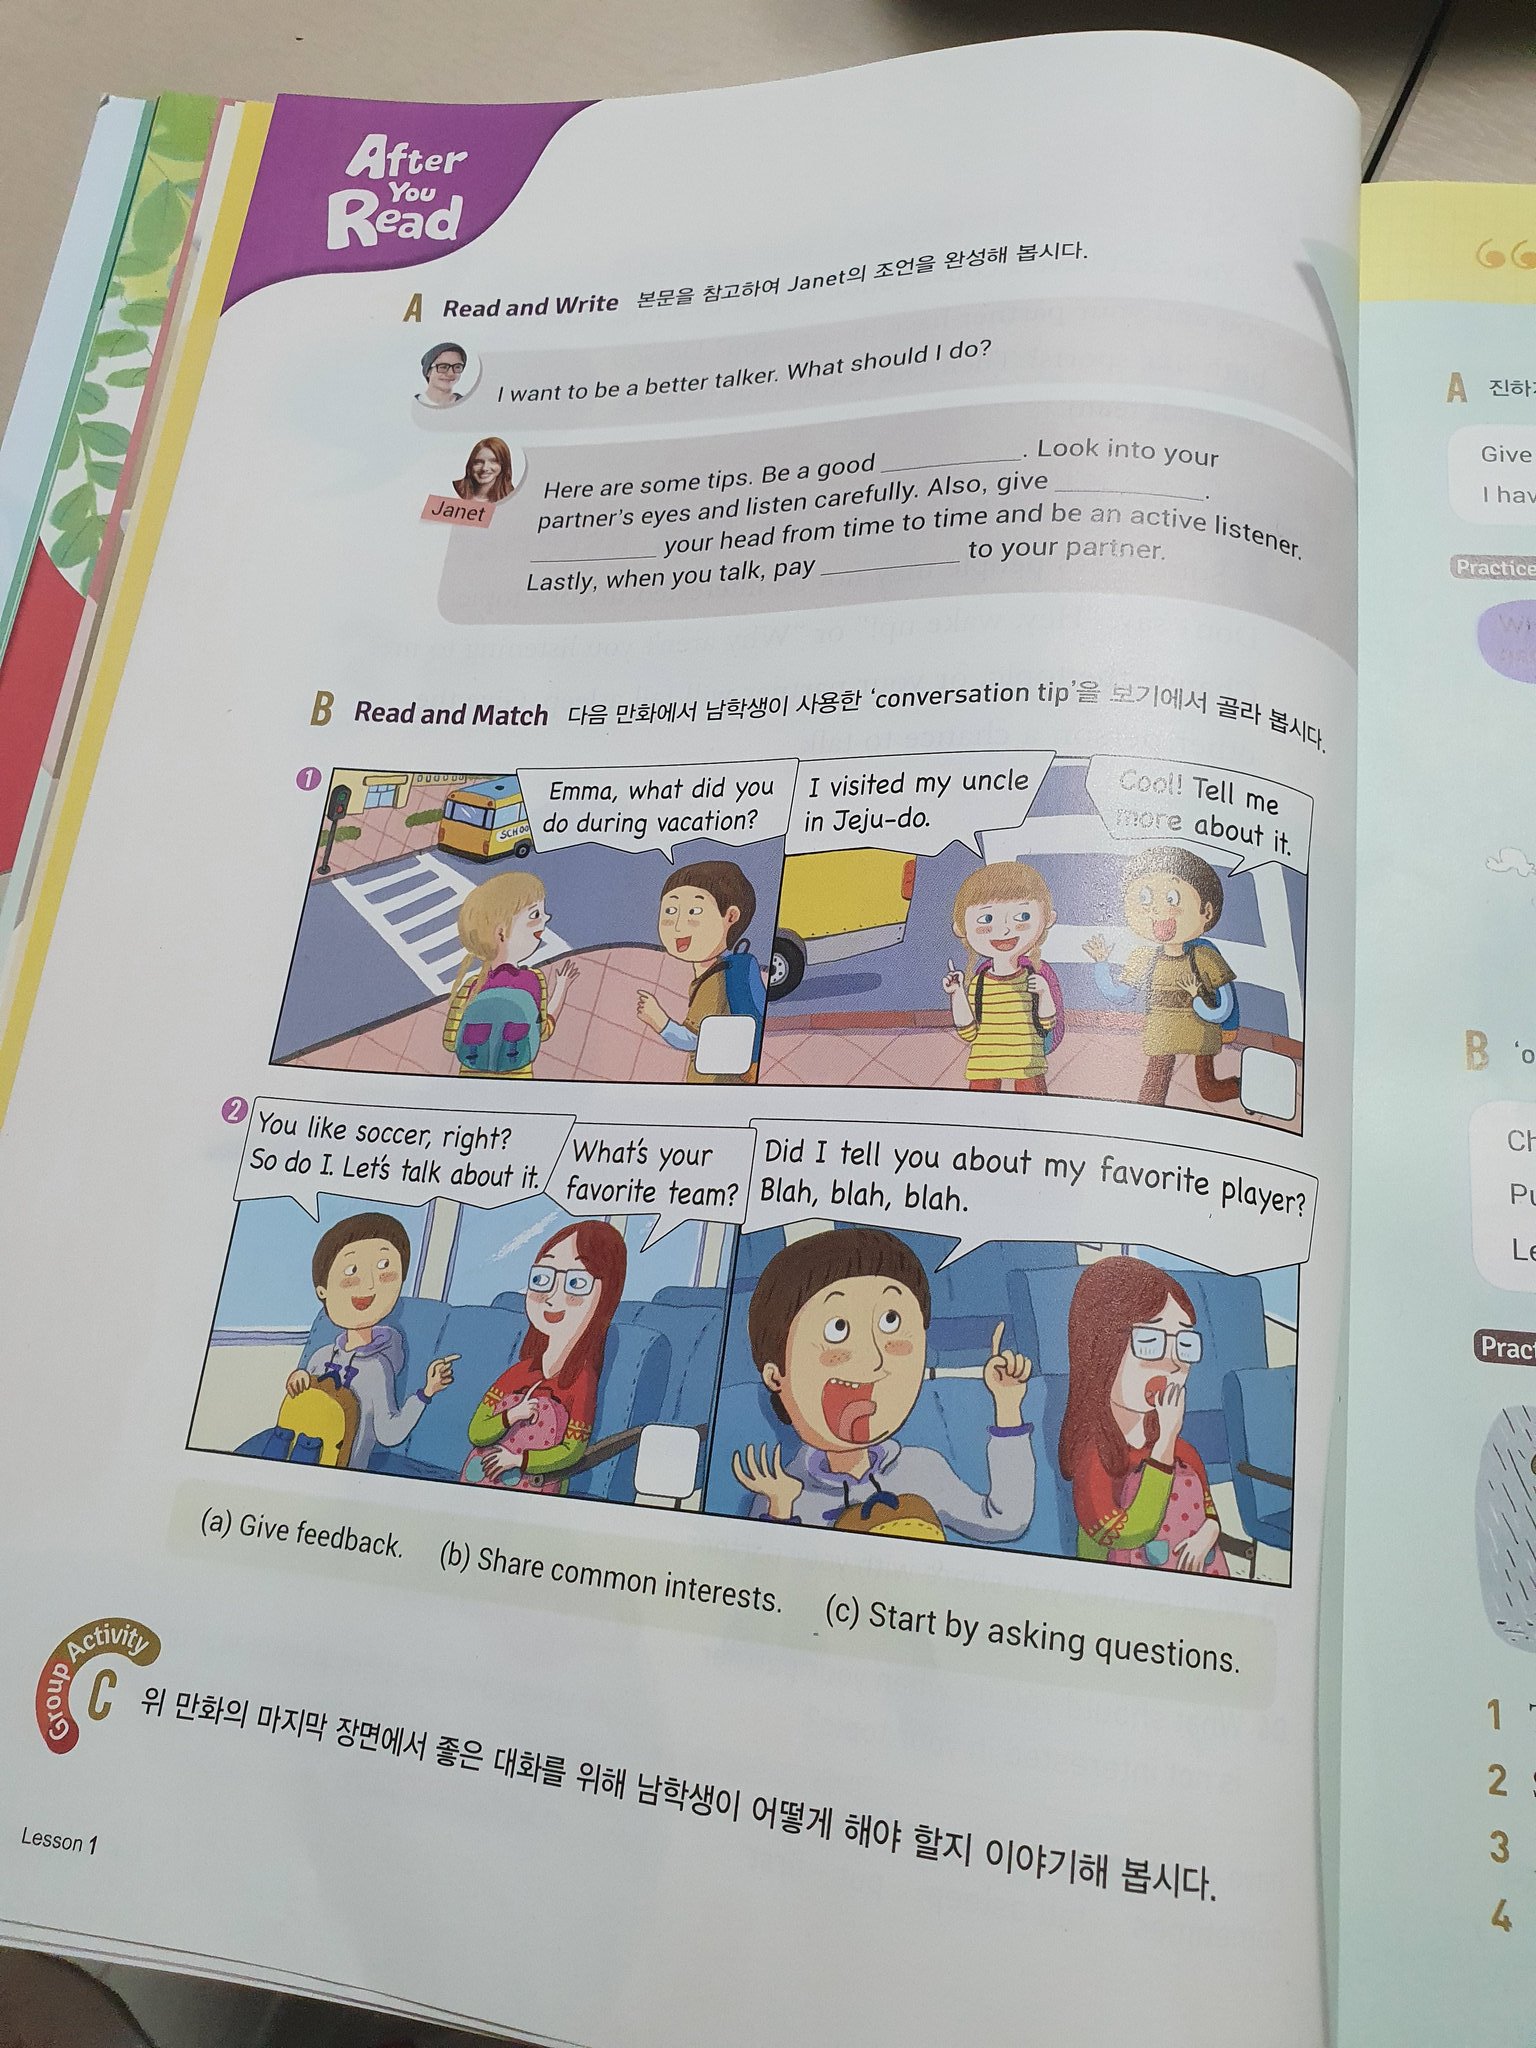 After
You
Read
A Read and Write 본문을 참고하여 Janet의 조언을 완성해 봅시다.
I want to be a better talker. What should I do?
Janet
Here are some tips. Be a good __________. Look into your
partner's eyes and listen carefully. Also, give __________.
__________ your head from time to time and be an active listener.
Lastly, when you talk, pay __________ to your partner.
B Read and Match 다음 만화에서 남학생이 사용한 ‘conversation tip’을 보기에서 골라 봅시다.
1
Emma, what did you
do during vacation?
I visited my uncle
in Jeju-do.
Cool! Tell me
more about it.
SCHOO
2
You like soccer, right?
So do I. Let's talk about it.
What's your
favorite team?
Did I tell you about my favorite player?
Blah, blah, blah.
(a) Give feedback. (b) Share common interests. (c) Start by asking questions.
Group Activity
C 위 만화의 마지막 장면에서 좋은 대화를 위해 남학생이 어떻게 해야 할지 이야기해 봅시다.
Lesson 1
A
Give
I hav
Practice
B ‘o
Ch
Pu
Le
Pract
1
2
3
4